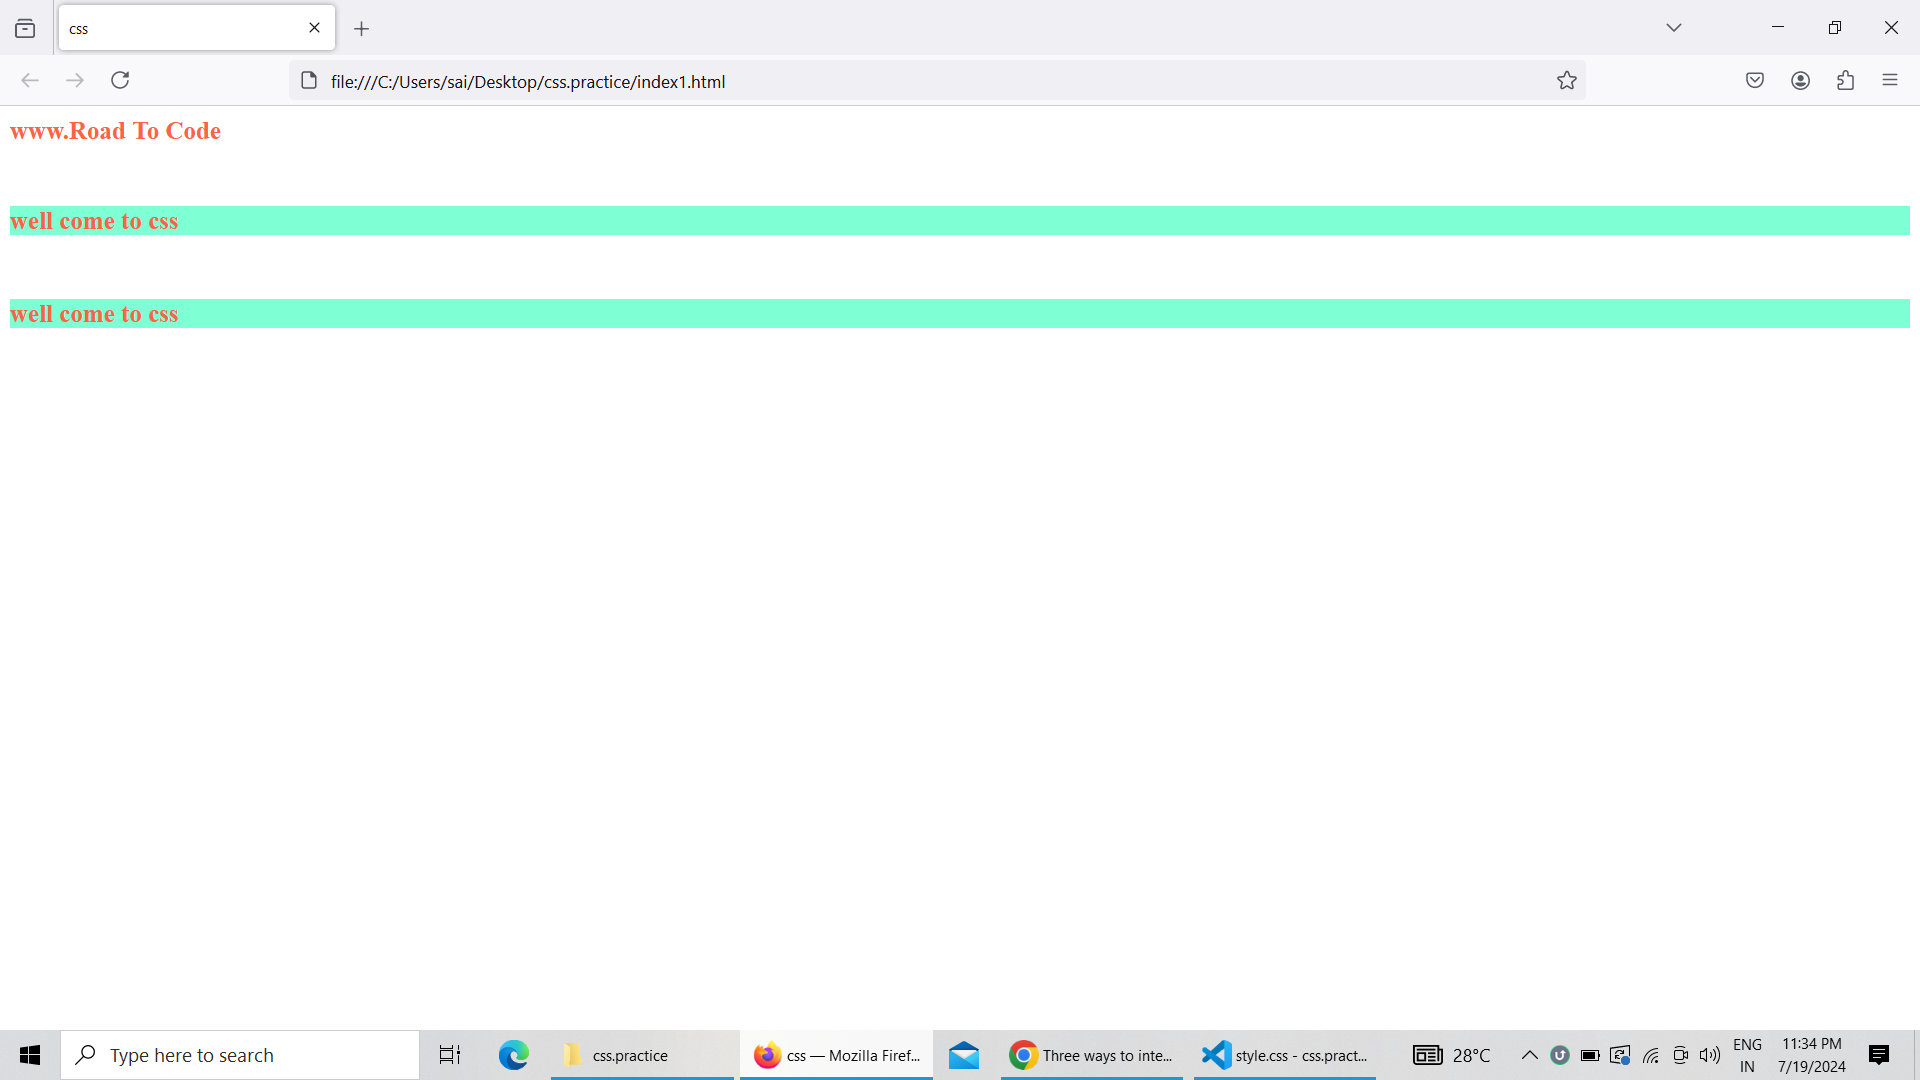 css
file:///C:/Users/sai/Desktop/css.practice/index1.html
www.Road To Code
well come to css
well come to css
Type here to search
css.practice
css — Mozilla Firef...
Three ways to inte...
style.css - css.pract...
28°C
ENG
IN
11:34 PM
7/19/2024